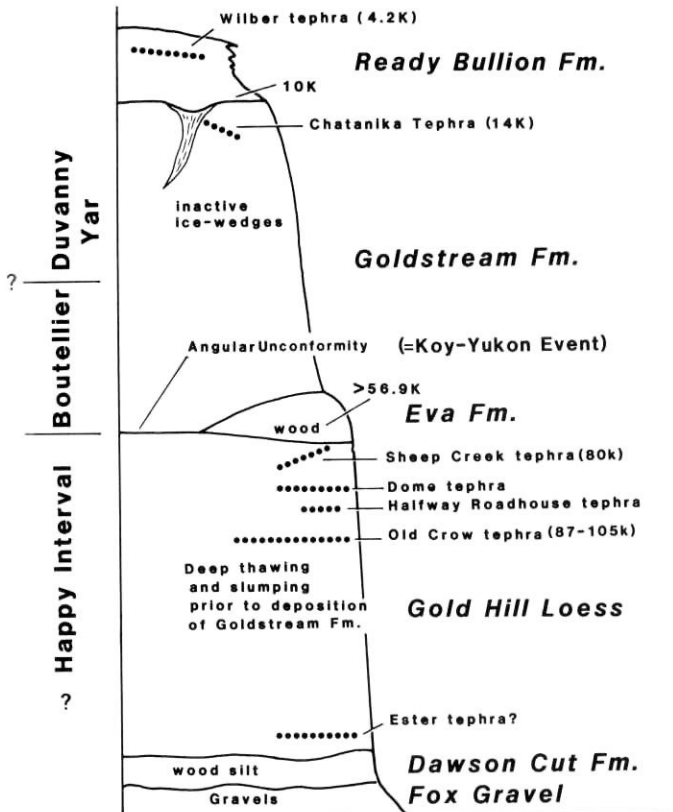 Wilber tephra (4.2K)
Ready Bullion Fm.
10K
Chatanika Tephra (14K)
inactive
ice-wedges
Duvanny
Yar
Goldstream Fm.
?
Boutellier
Angular Unconformity (=Koy-Yukon Event)
>56.9K
Eva Fm.
wood
Sheep Creek tephra (80k)
Dome tephra
Halfway Roadhouse tephra
Old Crow tephra (87-105k)
Happy Interval
Deep thawing
and slumping
prior to deposition
of Goldstream Fm.
Gold Hill Loess
?
Ester tephra?
Dawson Cut Fm.
wood silt
Fox Gravel
Gravels